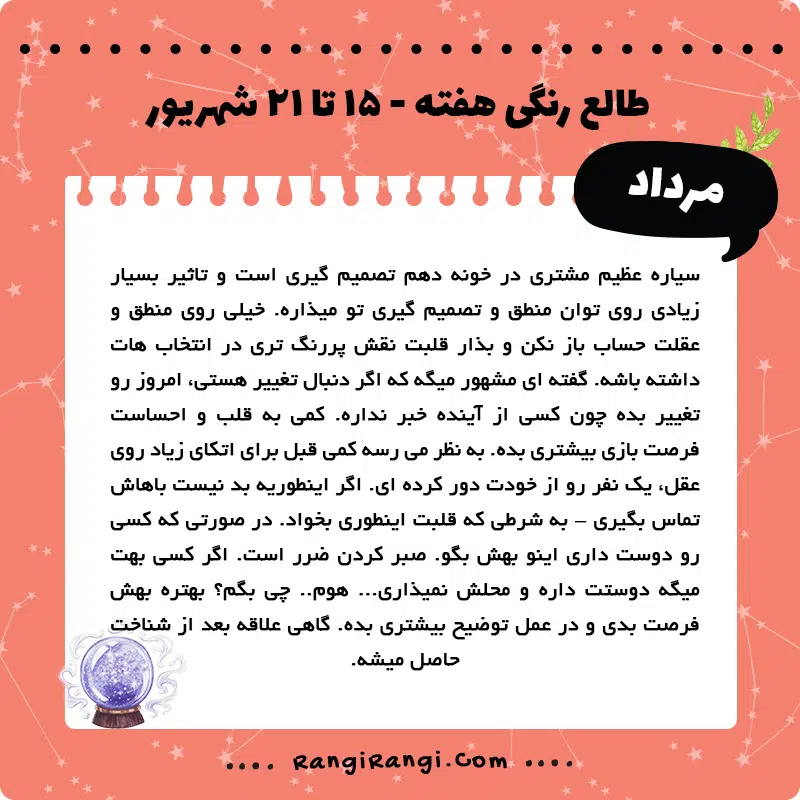 طالع رنگی هفته - ۱۵ تا ۲۱ شهریور
مرداد
سیاره عظیم مشتری در خونه دهم تصمیم گیری است و تاثیر بسیار
زیادی روی توان منطق و تصمیم گیری تو میذاره. خیلی روی منطق و
عقلت حساب باز نکن و بذار قلبت نقش پررنگ تری در انتخاب هات
داشته باشه. گفته ای مشهور میگه که اگر دنبال تغییر هستی، امروز رو
تغییر بده چون کسی از آینده خبر نداره. کمی به قلب و احساست
فرصت بازی بیشتری بده. به نظر می رسه کمی قبل برای اتکای زیاد روی
عقل، یک نفر رو از خودت دور کرده ای. اگر اینطوریه بد نیست باهاش
تماس بگیری – به شرطی که قلبت اینطوری بخواد. در صورتی که کسی
رو دوست داری اینو بهش بگو. صبر کردن ضرر است. اگر کسی بهت
میگه دوستت داره و محلش نمیذاری... هوم.. چی بگم؟ بهتره بهش
فرصت بدی و در عمل توضیح بیشتری بده. گاهی علاقه بعد از شناخت
حاصل میشه.
.... RangiRangi.Com ....